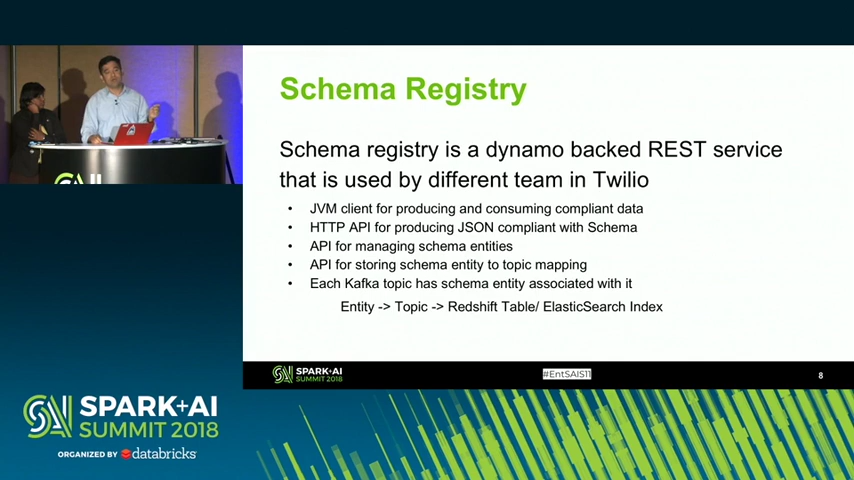 Schema Registry
Schema registry is a dynamo backed REST service
that is used by different team in Twilio
• JVM client for producing and consuming compliant data
• HTTP API for producing JSON compliant with Schema
• API for managing schema entities
• API for storing schema entity to topic mapping
• Each Kafka topic has schema entity associated with it
Entity -> Topic -> Redshift Table/ ElasticSearch Index
SPARK+AI
SUMMIT 2018
#EntSAIS11
8
SPARK+AI
SUMMIT 2018
ORGANIZED BY databricks